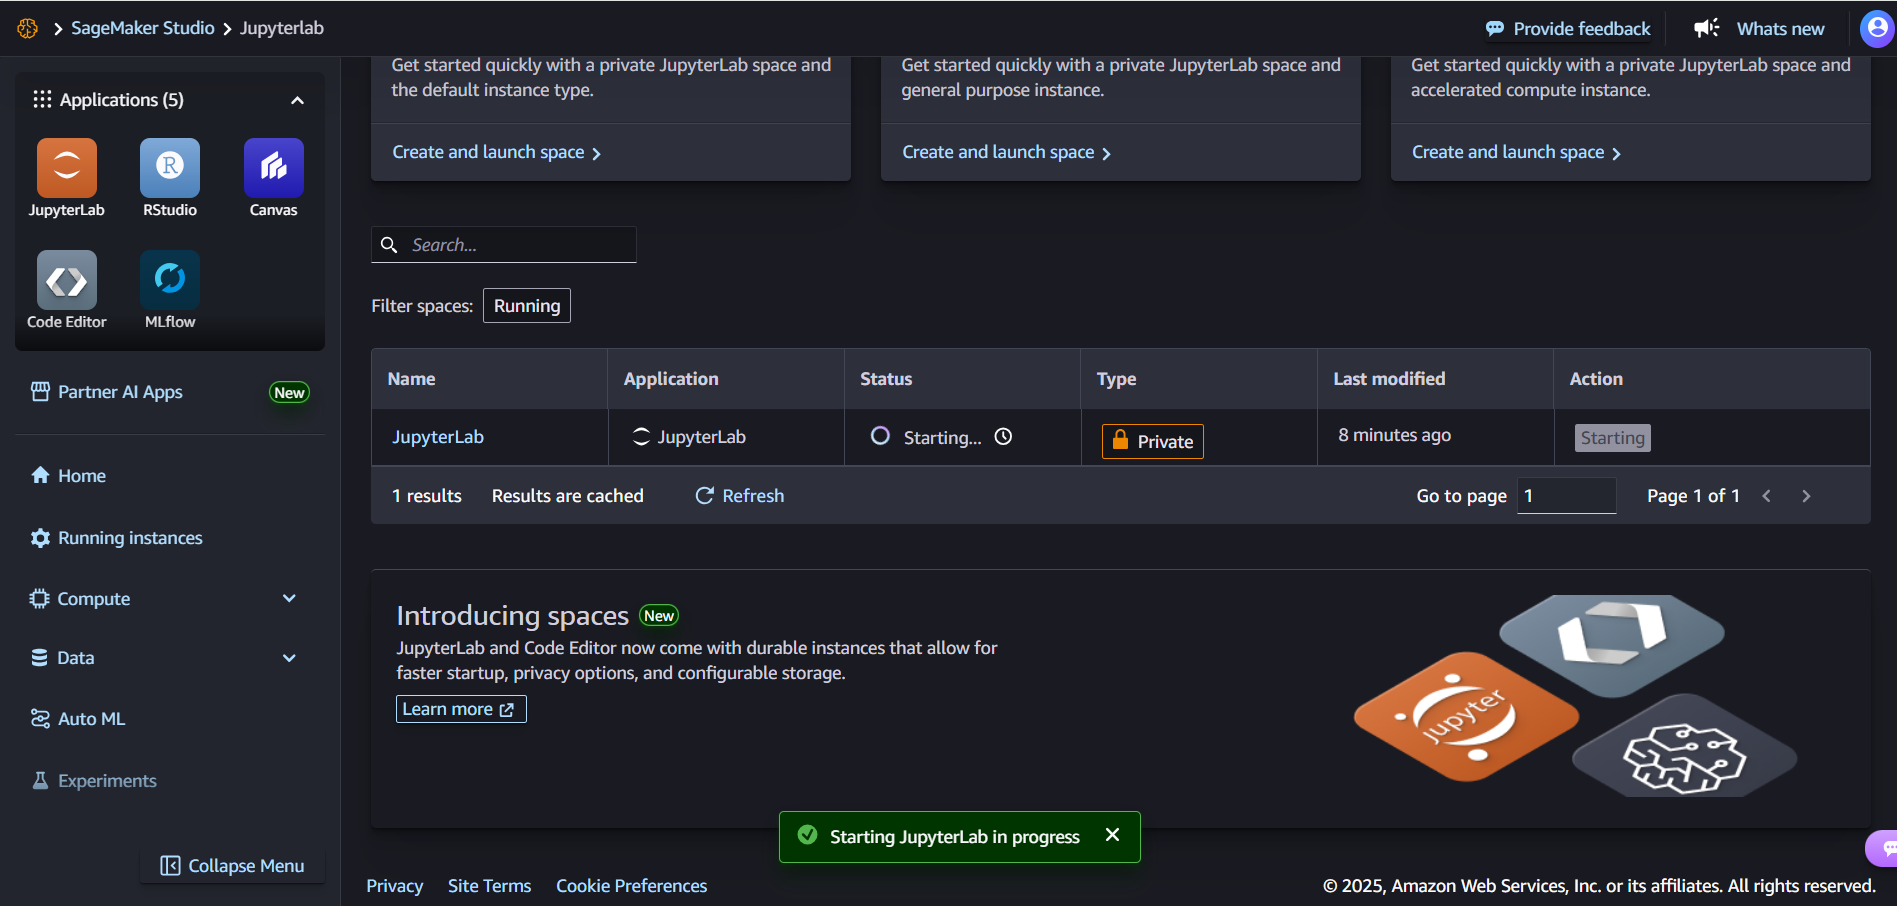 SageMaker Studio
Jupyterlab
Provide feedback
Whats new
Applications (5)
JupyterLab
RStudio
Canvas
Code Editor
MLflow
Partner AI Apps
New
Home
Running instances
Compute
Data
Auto ML
Experiments
Collapse Menu
Get started quickly with a private JupyterLab space and
the default instance type.
Create and launch space
Get started quickly with a private JupyterLab space and
general purpose instance.
Create and launch space
Get started quickly with a private JupyterLab space and
accelerated compute instance.
Create and launch space
Search...
Filter spaces: Running
Name Application Status Type Last modified Action
JupyterLab JupyterLab Starting... Private 8 minutes ago Starting
1 results Results are cached Refresh Go to page 1 Page 1 of 1
Introducing spaces New
JupyterLab and Code Editor now come with durable instances that allow for
faster startup, privacy options, and configurable storage.
Learn more
jupyter
Starting JupyterLab in progress
Privacy Site Terms Cookie Preferences
© 2025, Amazon Web Services, Inc. or its affiliates. All rights reserved.